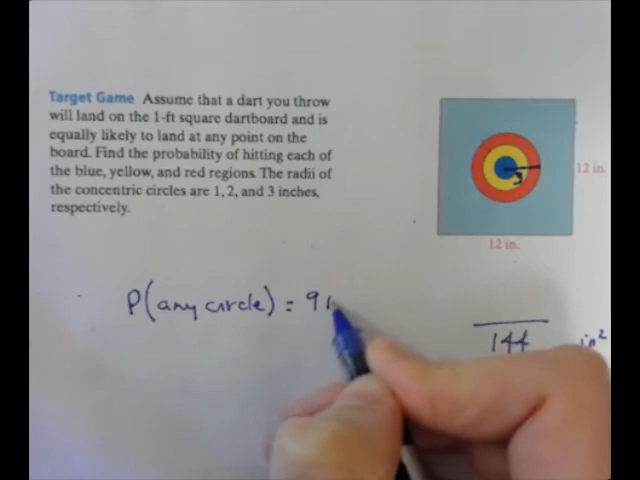 Target Game Assume that a dart you throw
will land on the 1-ft square dartboard and is
equally likely to land at any point on the
board. Find the probability of hitting each of
the blue, yellow, and red regions. The radii of
the concentric circles are 1, 2, and 3 inches,
respectively.
3
12 in.
12 in.
P(any circle) = 9
144
in²